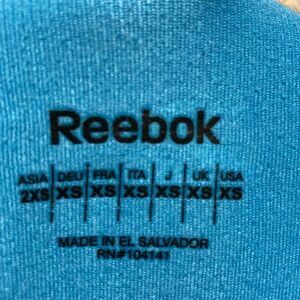 Reebok
ASIA DEU FRA ITA J UK USA
2XS XS XS XS XS XS XS
MADE IN EL SALVADOR
RN#104141